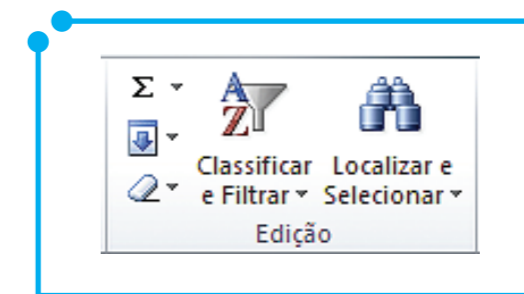 Σ
A
Z
Classificar e Filtrar
Localizar e Selecionar
Edição